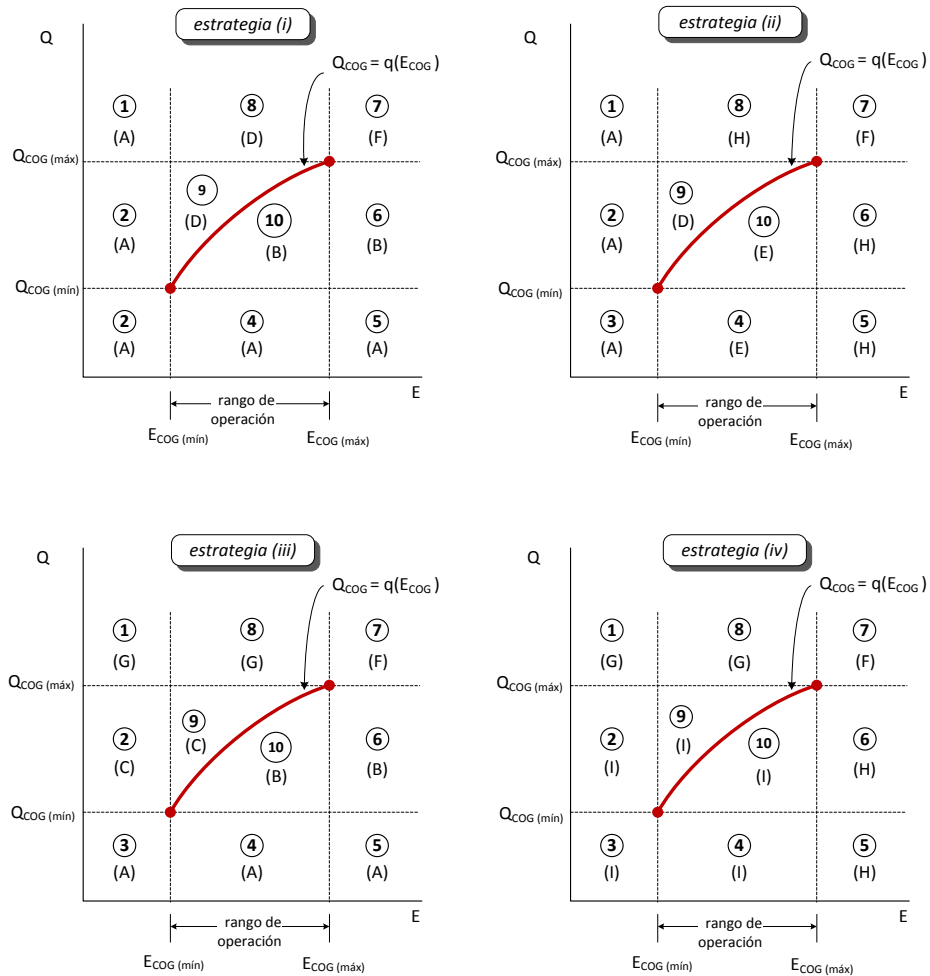 estrategia (i)
Q
Q_COG = q(E_COG)
1
8
7
(A)
(D)
(F)
Q_COG (máx)
9
2
10
6
(D)
(A)
(B)
(B)
Q_COG (mín)
2
4
5
(A)
(A)
(A)
E
rango de
operación
E_COG (mín)
E_COG (máx)
estrategia (ii)
Q
Q_COG = q(E_COG)
1
8
7
(A)
(H)
(F)
Q_COG (máx)
9
2
10
6
(D)
(A)
(E)
(H)
Q_COG (mín)
3
4
5
(A)
(E)
(H)
E
rango de
operación
E_COG (mín)
E_COG (máx)
estrategia (iii)
Q
Q_COG = q(E_COG)
1
8
7
(G)
(G)
(F)
Q_COG (máx)
9
2
10
6
(C)
(C)
(B)
(B)
Q_COG (mín)
3
4
5
(A)
(A)
(A)
E
rango de
operación
E_COG (mín)
E_COG (máx)
estrategia (iv)
Q
Q_COG = q(E_COG)
1
8
7
(G)
(G)
(F)
Q_COG (máx)
9
2
10
6
(I)
(I)
(I)
(H)
Q_COG (mín)
3
4
5
(I)
(I)
(H)
E
rango de
operación
E_COG (mín)
E_COG (máx)